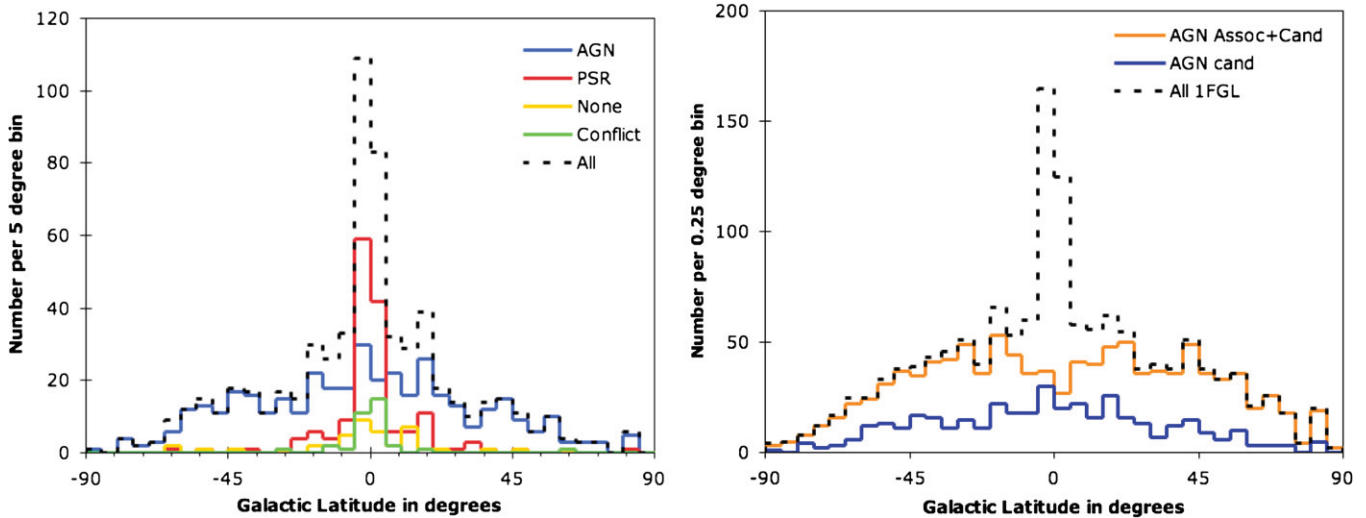 120
100
80
60
40
20
0
Number per 5 degree bin
AGN
PSR
None
Conflict
All
-90
-45
0
45
90
Galactic Latitude in degrees
200
150
100
50
0
Number per 0.25 degree bin
AGN Assoc+Cand
AGN cand
All 1FGL
-90
-45
0
45
90
Galactic Latitude in degrees